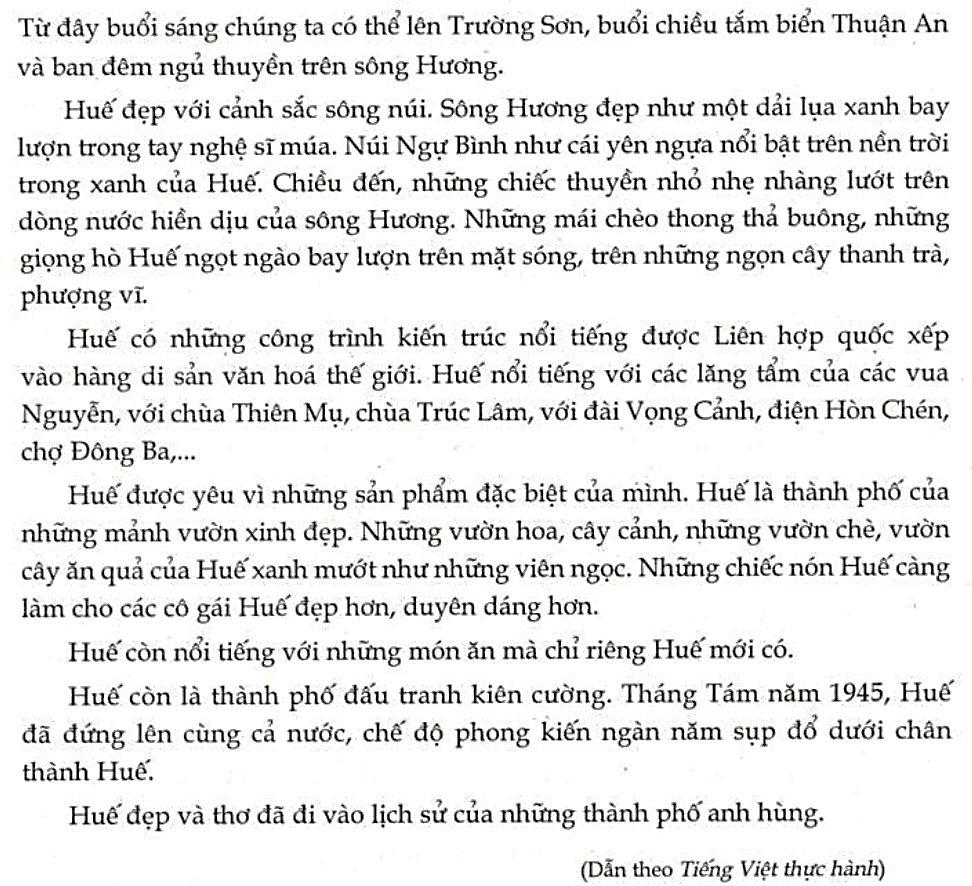 Từ đây buổi sáng chúng ta có thể lên Trường Sơn, buổi chiều tắm biển Thuận An
và ban đêm ngủ thuyền trên sông Hương.
Huế đẹp với cảnh sắc sông núi. Sông Hương đẹp như một dải lụa xanh bay
lượn trong tay nghệ sĩ múa. Núi Ngự Bình như cái yên ngựa nổi bật trên nền trời
trong xanh của Huế. Chiều đến, những chiếc thuyền nhỏ nhẹ nhàng lướt trên
dòng nước hiền dịu của sông Hương. Những mái chèo thong thả buông, những
giọng hò Huế ngọt ngào bay lượn trên mặt sóng, trên những ngọn cây thanh trà,
phượng vĩ.
Huế có những công trình kiến trúc nổi tiếng được Liên hợp quốc xếp
vào hàng di sản văn hoá thế giới. Huế nổi tiếng với các lăng tẩm của các vua
Nguyễn, với chùa Thiên Mụ, chùa Trúc Lâm, với đài Vọng Cảnh, điện Hòn Chén,
chợ Đông Ba,...
Huế được yêu vì những sản phẩm đặc biệt của mình. Huế là thành phố của
những mảnh vườn xinh đẹp. Những vườn hoa, cây cảnh, những vườn chè, vườn
cây ăn quả của Huế xanh mướt như những viên ngọc. Những chiếc nón Huế càng
làm cho các cô gái Huế đẹp hơn, duyên dáng hơn.
Huế còn nổi tiếng với những món ăn mà chỉ riêng Huế mới có.
Huế còn là thành phố đấu tranh kiên cường. Tháng Tám năm 1945, Huế
đã đứng lên cùng cả nước, chế độ phong kiến ngàn năm sụp đổ dưới chân
thành Huế.
Huế đẹp và thơ đã đi vào lịch sử của những thành phố anh hùng.
(Dẫn theo Tiếng Việt thực hành)